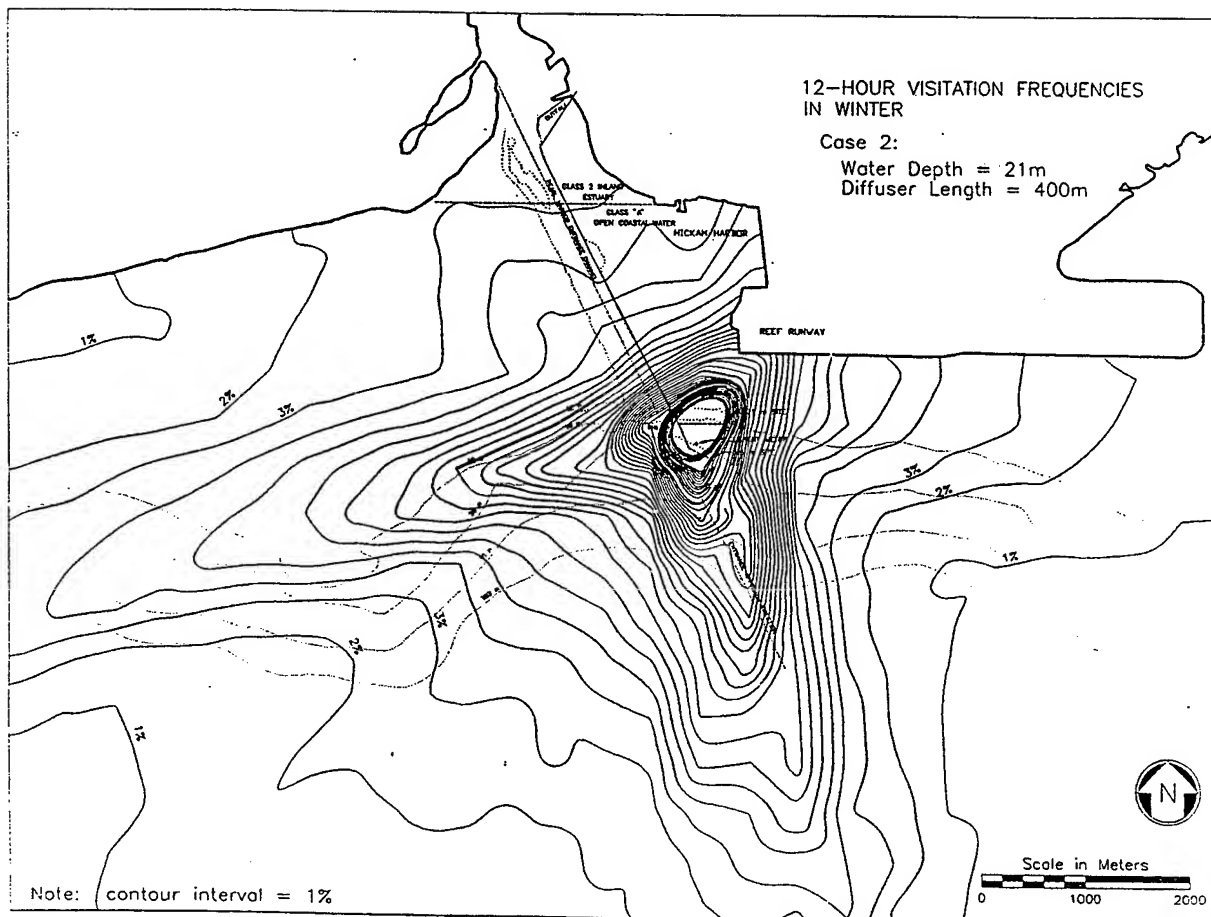 12-HOUR VISITATION FREQUENCIES
IN WINTER
Case 2:
Water Depth = 21m
Diffuser Length = 400m
CLASS 2 INLAND
ESTUARY
CLASS "A"
OPEN COASTAL WATER
HICKAM HARBOR
REEF RUNWAY
1%
2%
3%
3%
2%
1%
3%
2%
1%
N
Scale in Meters
0 1000 2000
Note: contour interval = 1%